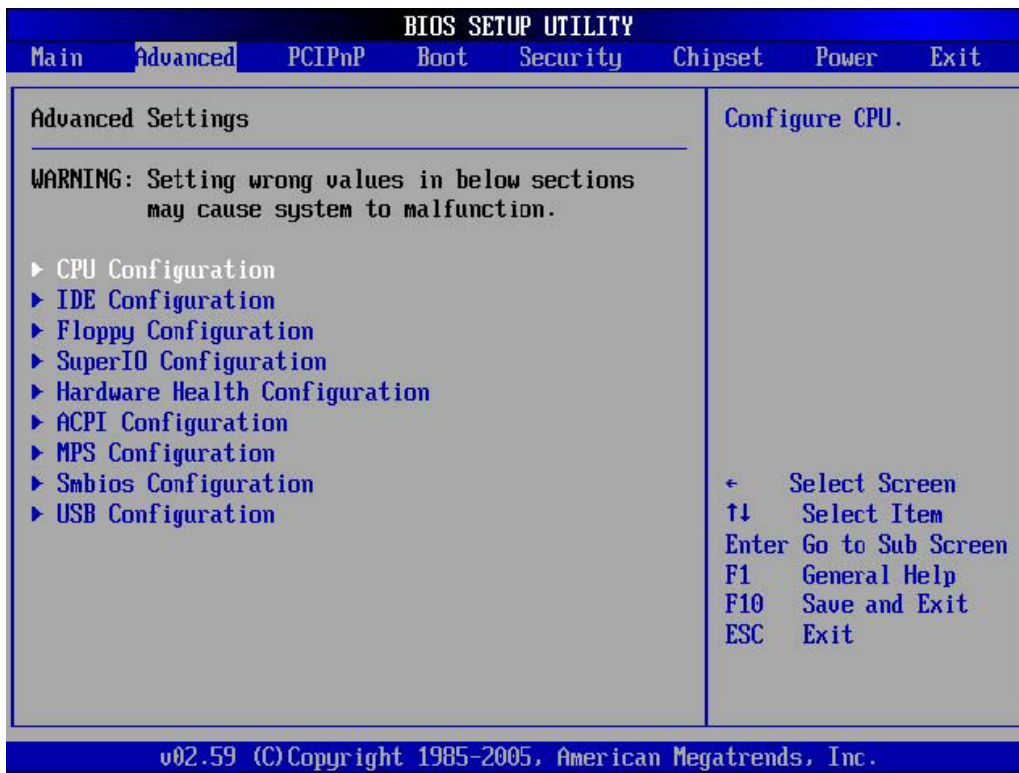 BIOS SETUP UTILITY
Main Advanced PCIPnP Boot Security Chipset Power Exit
Advanced Settings
WARNING: Setting wrong values in below sections
may cause system to malfunction.
▶ CPU Configuration
▶ IDE Configuration
▶ Floppy Configuration
▶ SuperIO Configuration
▶ Hardware Health Configuration
▶ ACPI Configuration
▶ MPS Configuration
▶ Smbios Configuration
▶ USB Configuration
Configure CPU.
← Select Screen
↑↓ Select Item
Enter Go to Sub Screen
F1 General Help
F10 Save and Exit
ESC Exit
v02.59 (C)Copyright 1985-2005, American Megatrends, Inc.